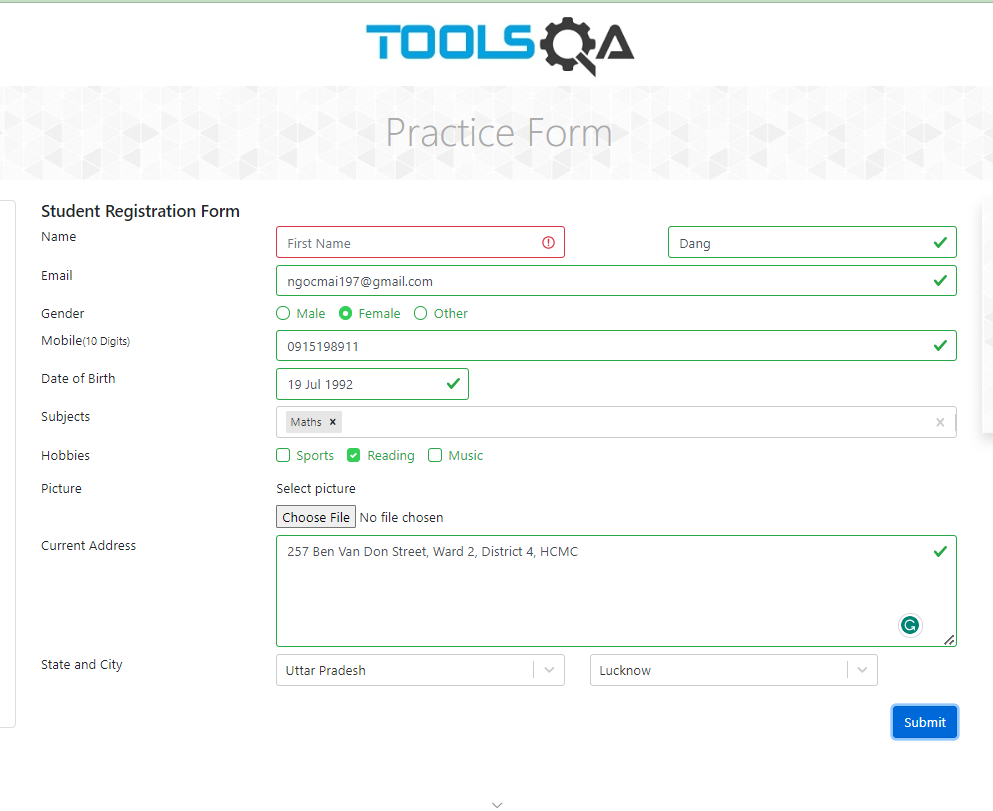 TOOLSQA
Practice Form
Student Registration Form
Name First Name Dang
Email ngocmai197@gmail.com
Gender Male Female Other
Mobile(10 Digits) 0915198911
Date of Birth 19 Jul 1992
Subjects Maths
Hobbies Sports Reading Music
Picture Select picture
Choose File No file chosen
Current Address 257 Ben Van Don Street, Ward 2, District 4, HCMC
State and City Uttar Pradesh Lucknow
Submit